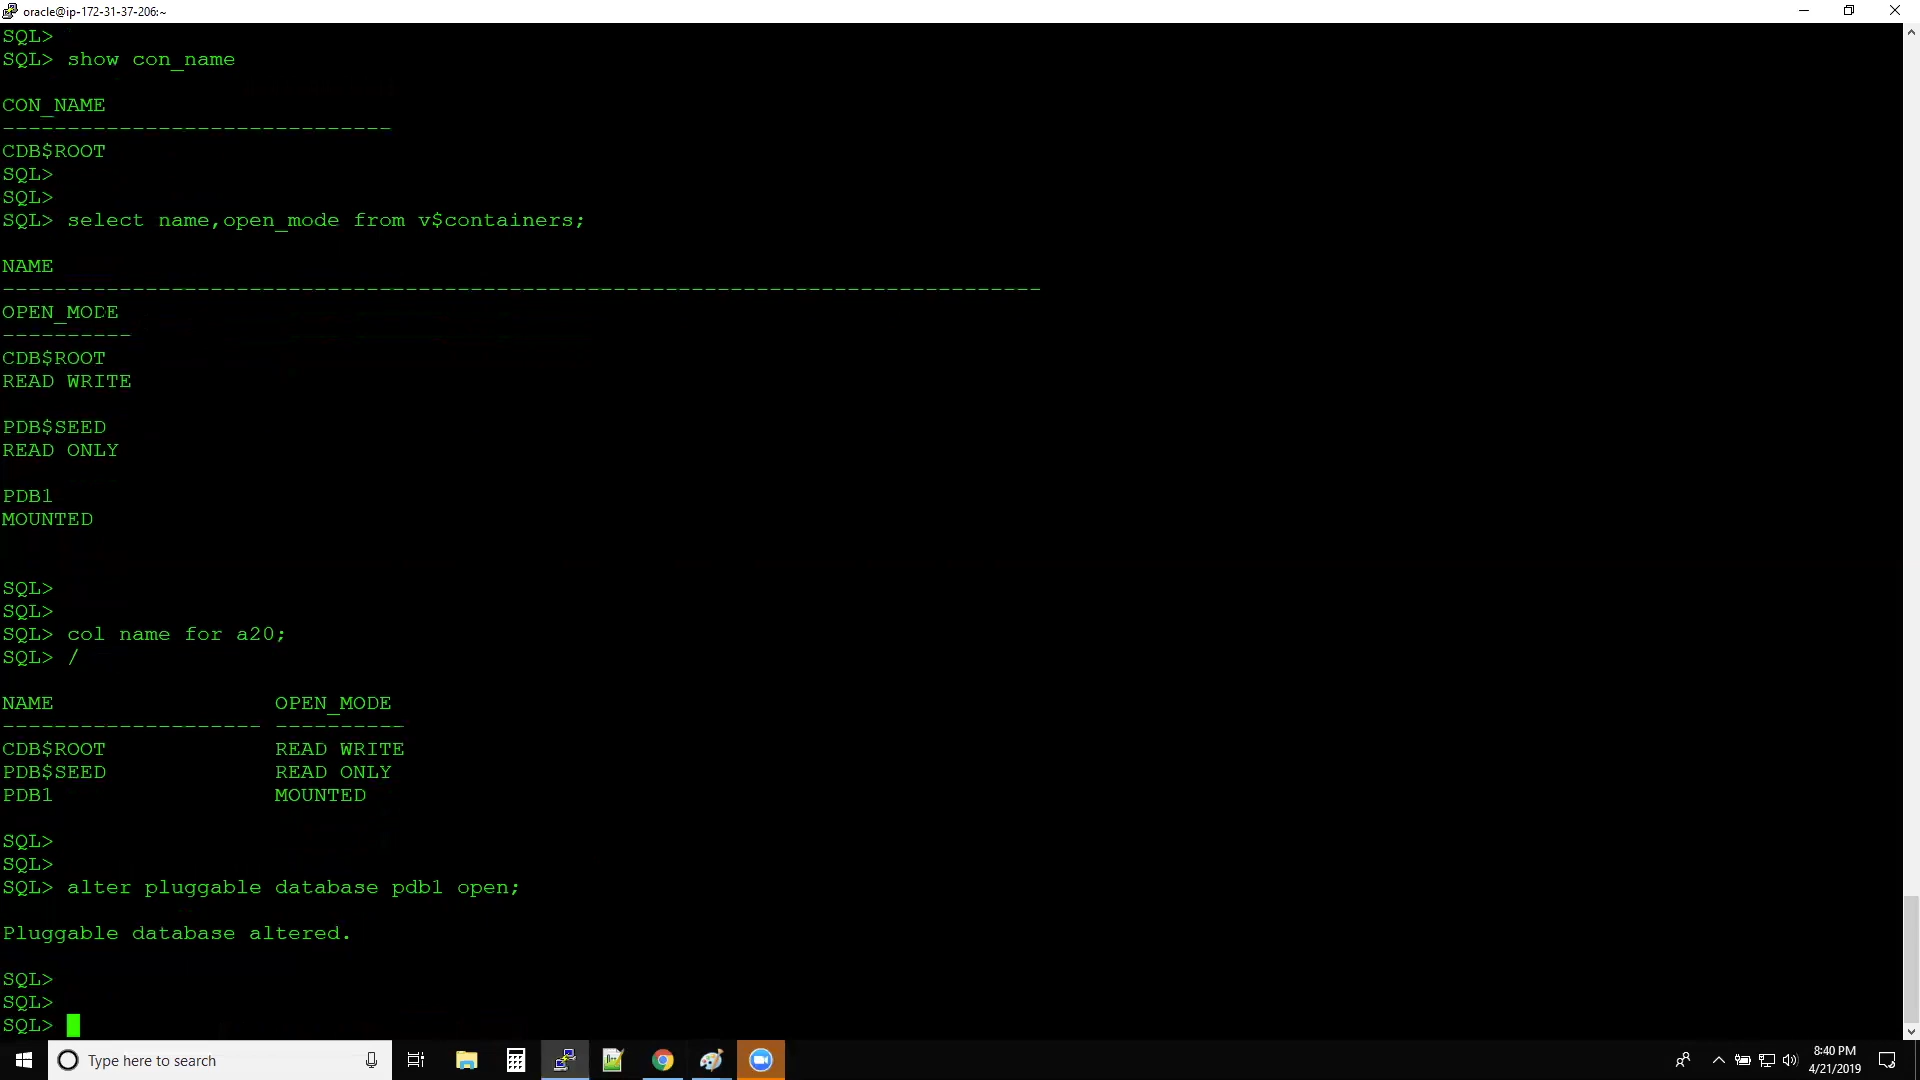 oracle@ip-172-31-37-206:~
SQL>
SQL> show con_name
CON_NAME
------------------------------
CDB$ROOT
SQL>
SQL>
SQL> select name,open_mode from v$containers;
NAME
--------------------------------------------------------------------------------
OPEN_MODE
----------
CDB$ROOT
READ WRITE
PDB$SEED
READ ONLY
PDB1
MOUNTED
SQL>
SQL>
SQL> col name for a20;
SQL> /
NAME                 OPEN_MODE
-------------------- ----------
CDB$ROOT             READ WRITE
PDB$SEED             READ ONLY
PDB1                 MOUNTED
SQL>
SQL>
SQL> alter pluggable database pdb1 open;
Pluggable database altered.
SQL>
SQL>
SQL>
Type here to search
8:40 PM
4/21/2019